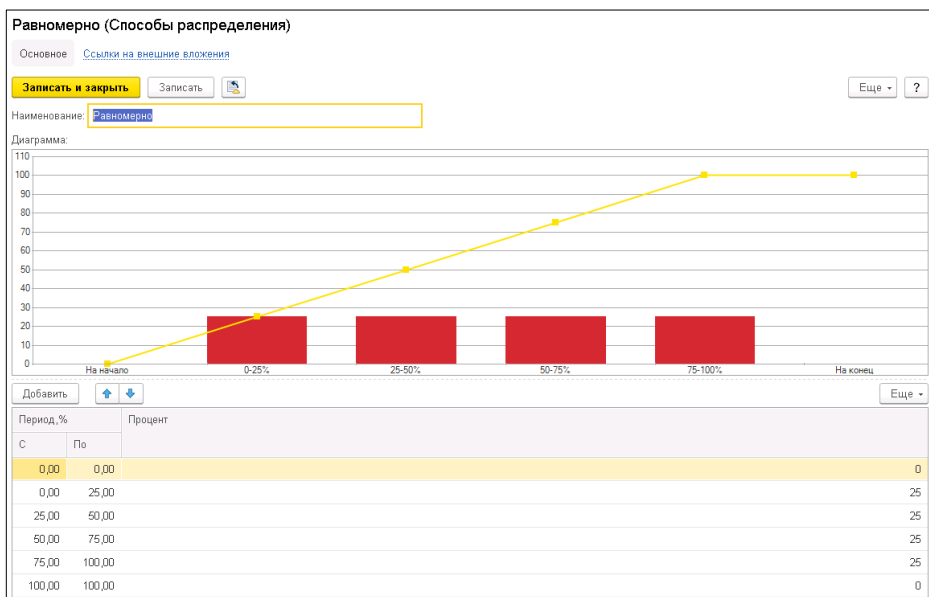 Равномерно (Способы распределения)
Основное Ссылки на внешние вложения
Записать и закрыть Записать Еще ?
Наименование: Равномерно
Диаграмма:
110
100
90
80
70
60
50
40
30
20
10
0
На начало 0-25% 25-50% 50-75% 75-100% На конец
Добавить Еще
Период,% Процент
С По
0,00 0,00 0
0,00 25,00 25
25,00 50,00 25
50,00 75,00 25
75,00 100,00 25
100,00 100,00 0